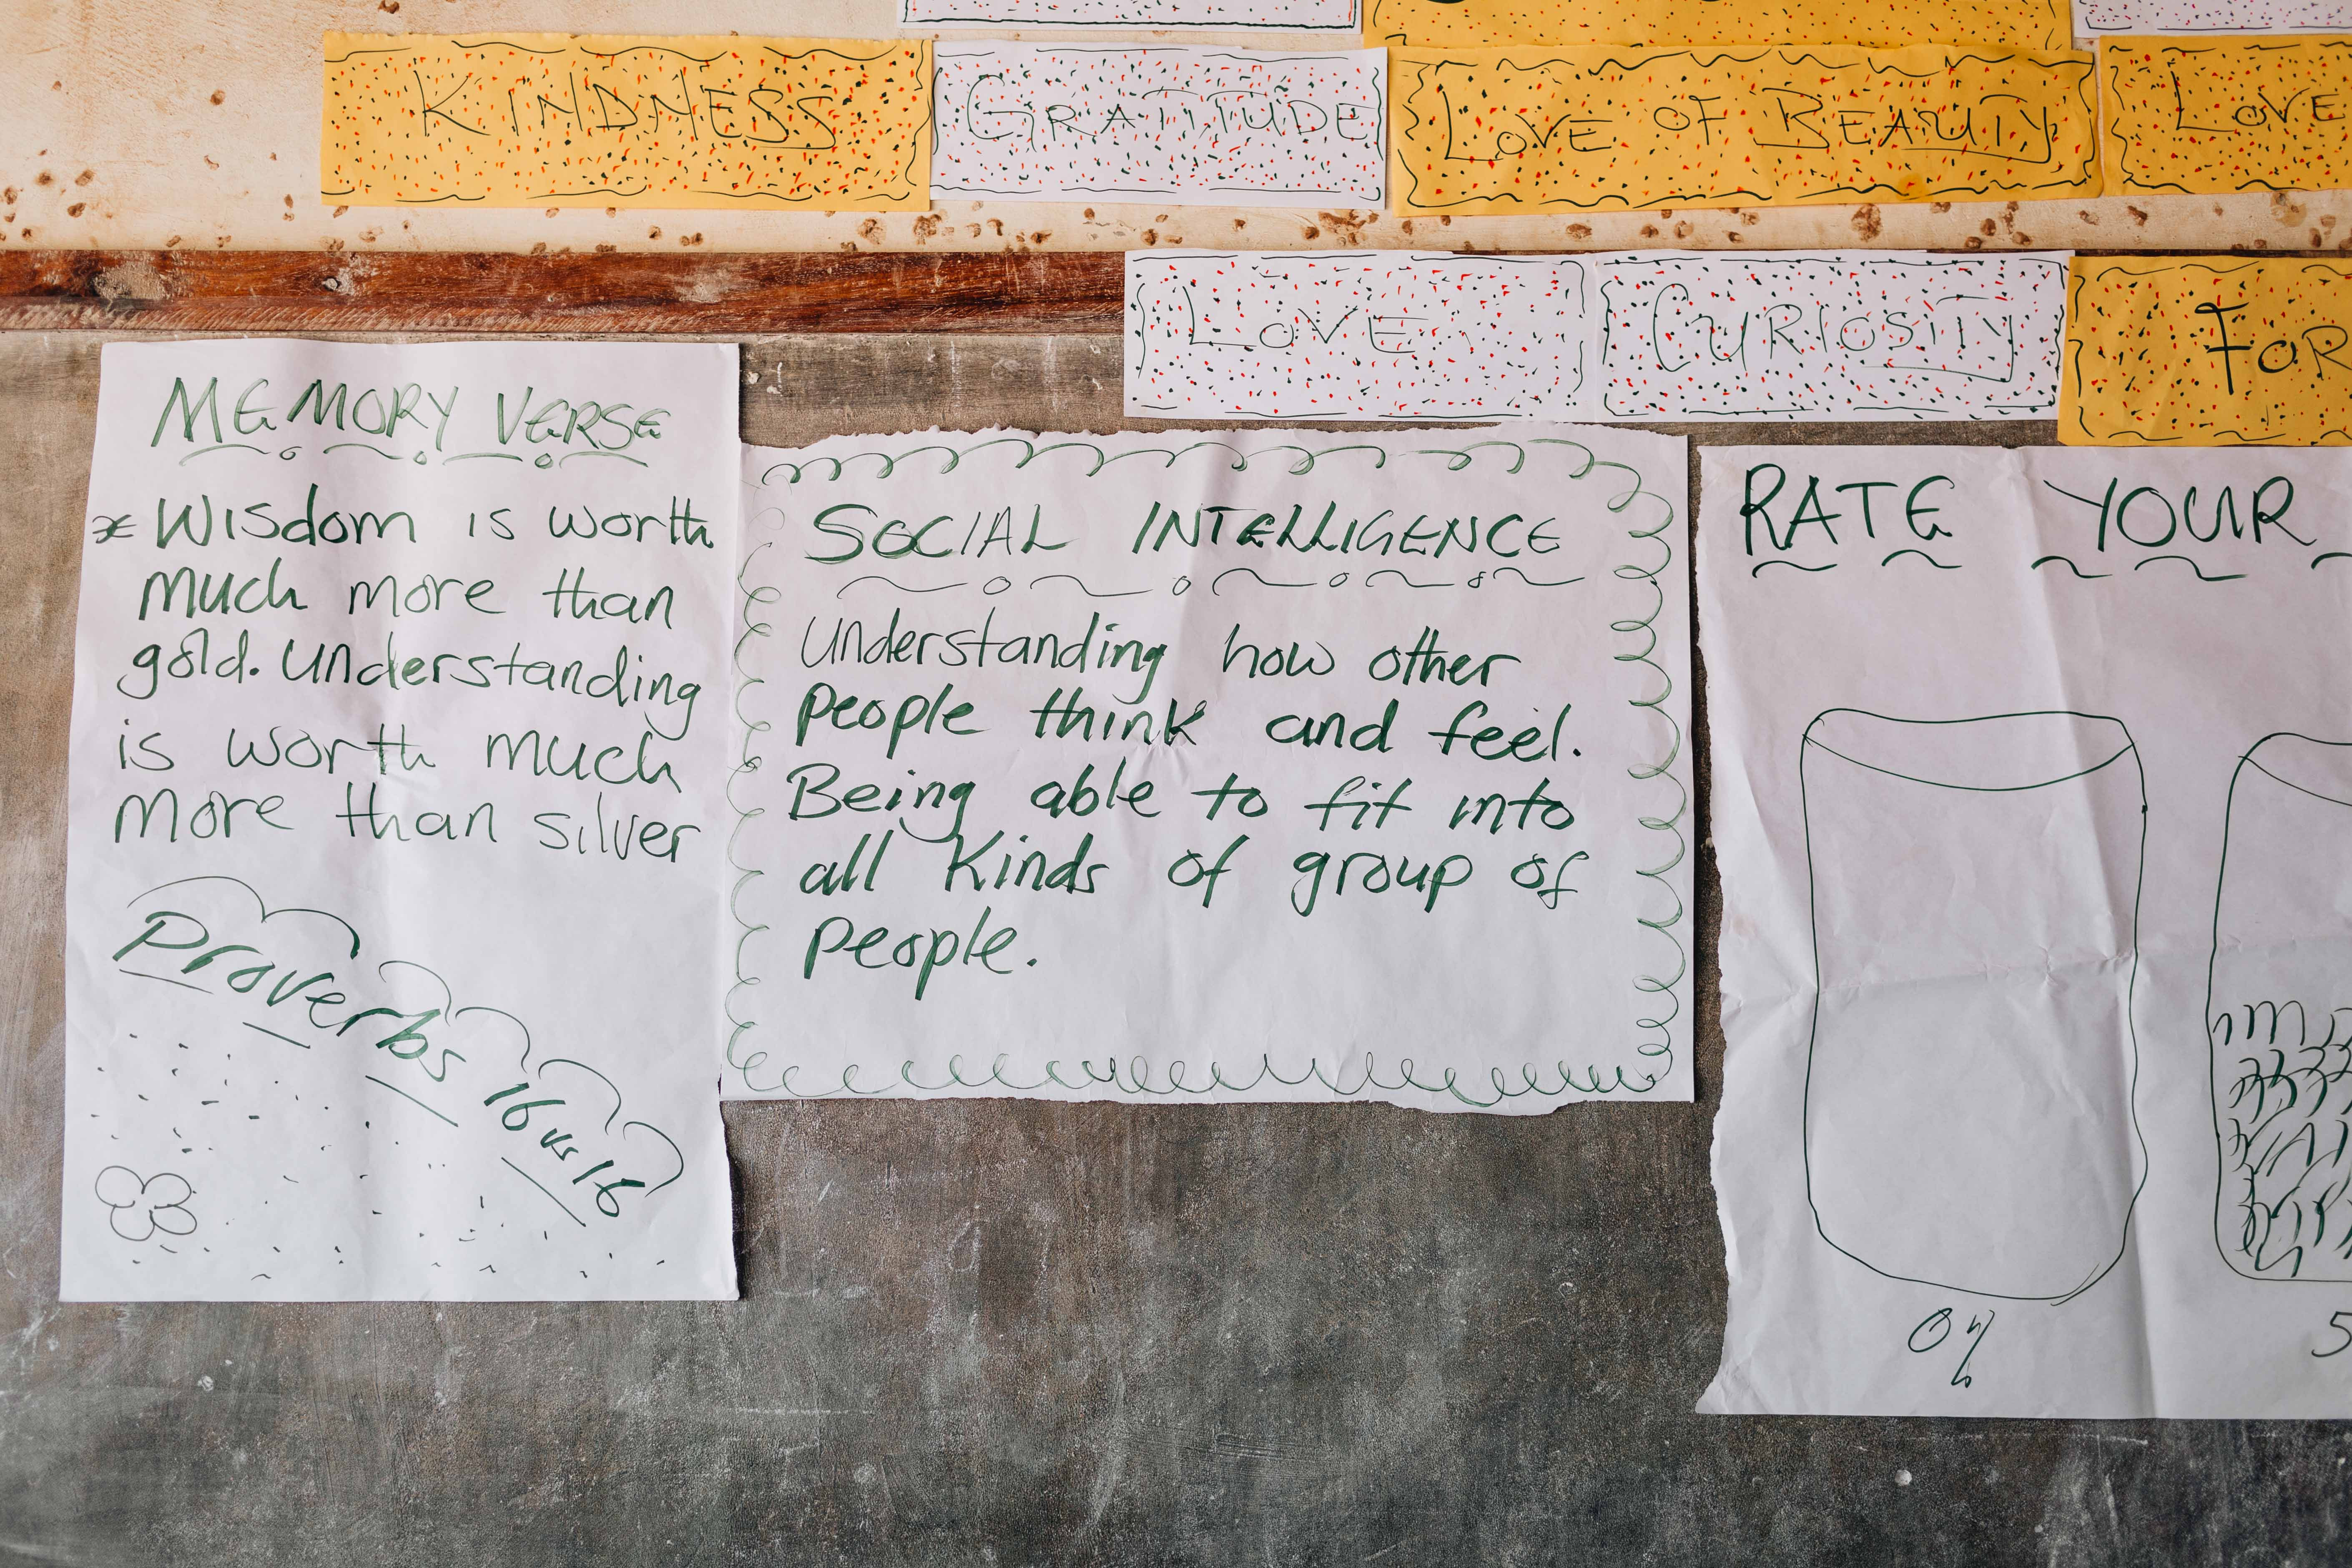 KINDNESS
GRATITUDE
LOVE OF BEAUTY
LOVE
LOVE
CURIOSITY
FOR
MEMORY VERSE
* Wisdom is worth
much more than
gold. Understanding
is worth much
more than silver
Proverbs 16 vs 16
SOCIAL INTELLIGENCE
Understanding how other
people think and feel.
Being able to fit into
all kinds of group of
people.
RATE YOUR
0%
5